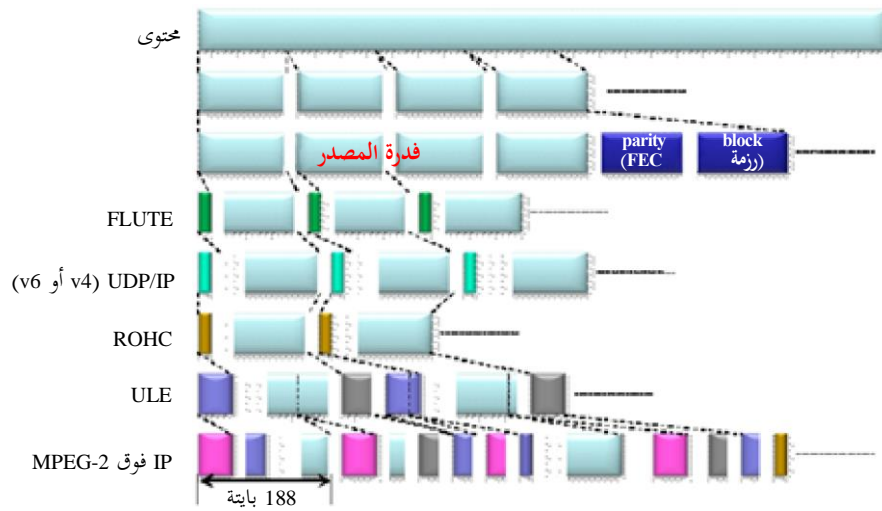 محتوى
فدرة المصدر
parity block
(FEC رزمة)
FLUTE
UDP/IP (v4 أو v6)
ROHC
ULE
IP فوق MPEG-2
188 بايتة